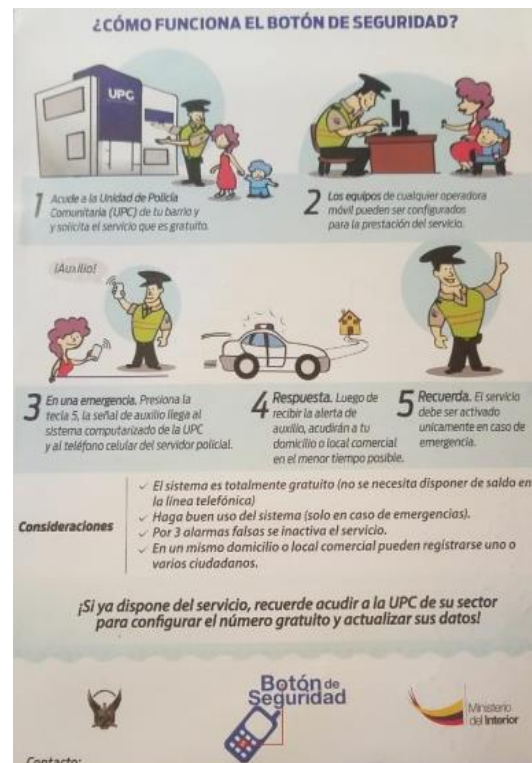 ¿CÓMO FUNCIONA EL BOTÓN DE SEGURIDAD?
UPC
1 Acude a la Unidad de Policía
Comunitaria (UPC) de tu barrio y
y solicita el servicio que es gratuito.
2 Los equipos de cualquier operadora
móvil pueden ser configurados
para la prestación del servicio.
¡Auxilio!
3 En una emergencia. Presiona la
tecla 5, la señal de auxilio llega al
sistema computarizado de la UPC
y al teléfono celular del servidor policial.
4 Respuesta. Luego de
recibir la alerta de
auxilio, acudirán a tu
domicilio o local comercial
en el menor tiempo posible.
5 Recuerda. El servicio
debe ser activado
unicamente en caso de
emergencia.
Consideraciones
✓ El sistema es totalmente gratuito (no se necesita disponer de saldo en
la línea telefónica)
✓ Haga buen uso del sistema (solo en caso de emergencias).
✓ Por 3 alarmas falsas se inactiva el servicio.
✓ En un mismo domicilio o local comercial pueden registrarse uno o
varios ciudadanos.
¡Si ya dispone del servicio, recuerde acudir a la UPC de su sector
para configurar el número gratuito y actualizar sus datos!
Botón de
Seguridad
Ministerio
del Interior
Contacto: